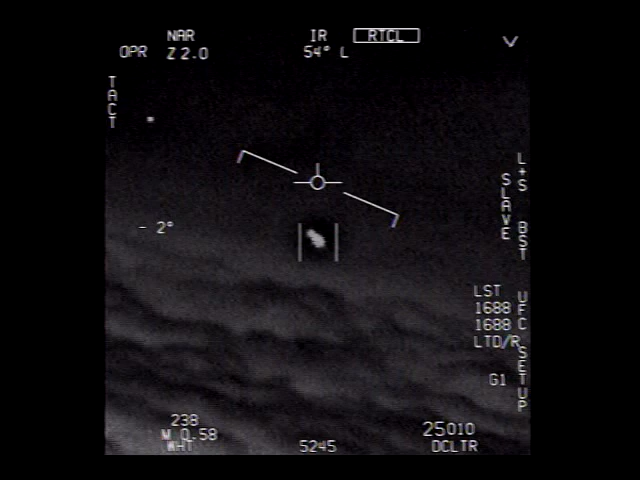 NAR IR RTCL
OPR Z 2.0 54° L
TACT
L+S BST
SLAVE
- 2°
LST
1688
1688
LTD/R
UFC SETUP
G1
238
M 0.58
WHT
5245
25010
DCLTR